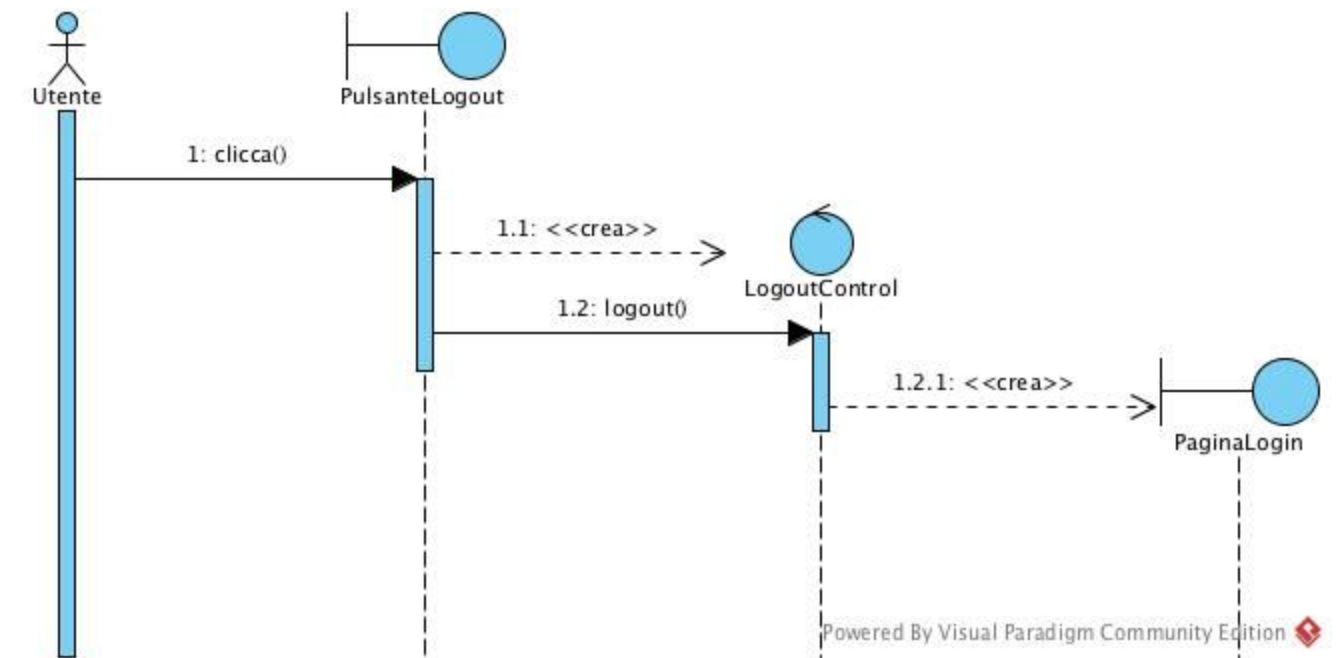 Utente
PulsanteLogout
1: clicca()
1.1: <<crea>>
LogoutControl
1.2: logout()
1.2.1: <<crea>>
PaginaLogin
Powered By Visual Paradigm Community Edition